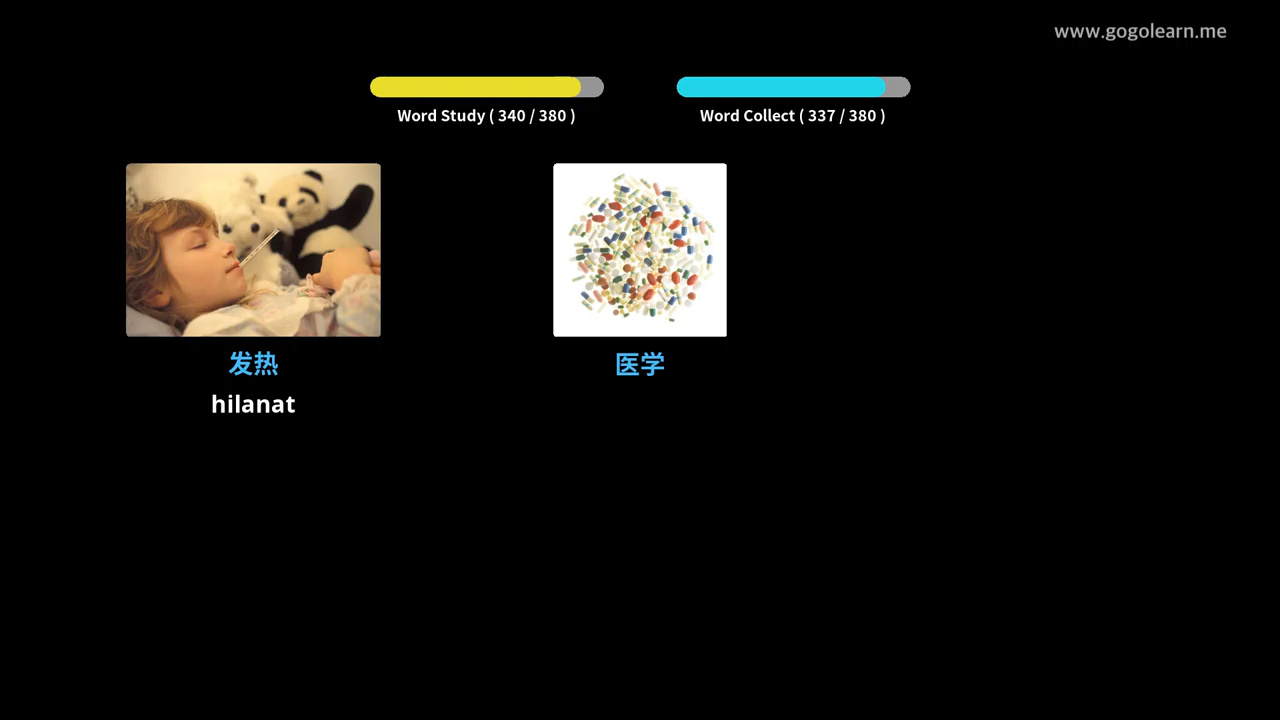 www.gogolearn.me
Word Study ( 340 / 380 )
Word Collect ( 337 / 380 )
发热
医学
hilanat